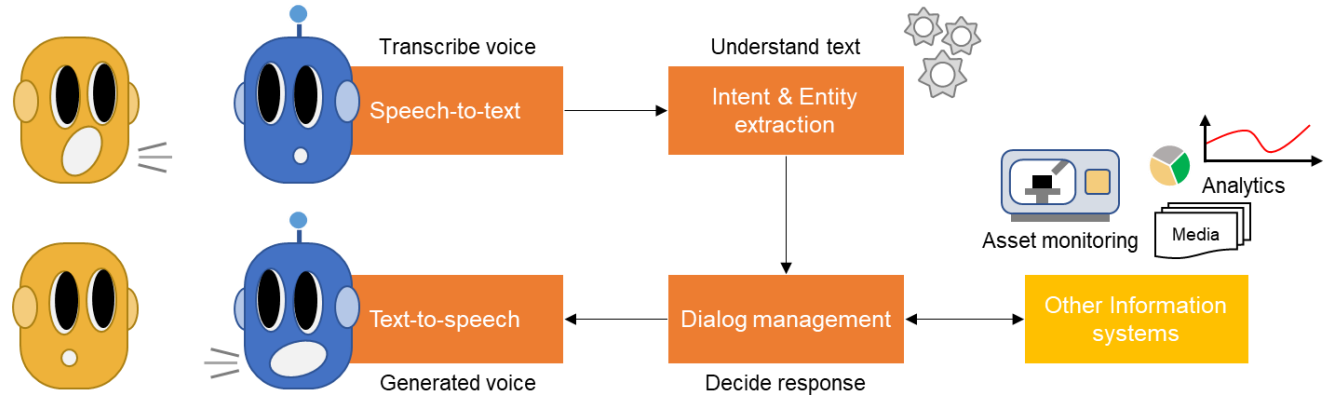 Transcribe voice
Understand text
Speech-to-text
Intent & Entity
extraction
Analytics
Asset monitoring
Media
Text-to-speech
Dialog management
Other Information
systems
Generated voice
Decide response